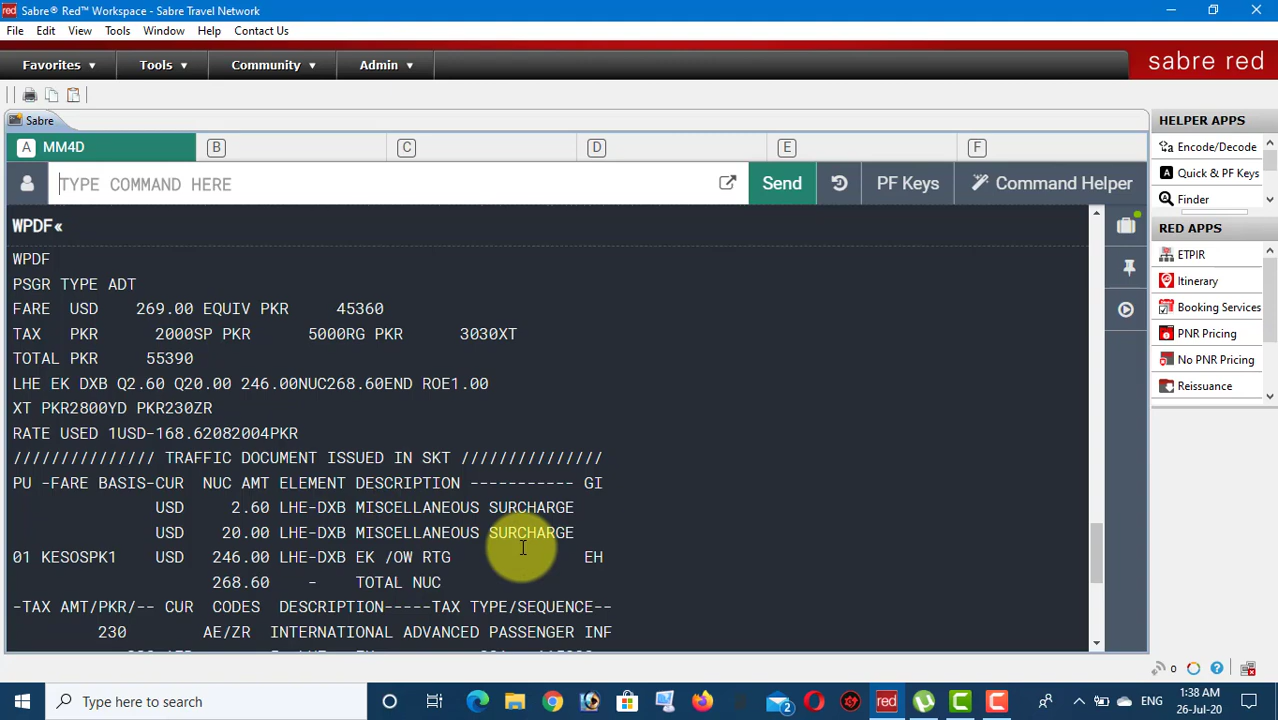 red Sabre® Red™ Workspace - Sabre Travel Network
File Edit View Tools Window Help Contact Us
Favorites Tools Community Admin sabre red
Sabre
A MM4D B C D E F
TYPE COMMAND HERE Send PF Keys Command Helper
WPDF«
WPDF
PSGR TYPE ADT
FARE USD 269.00 EQUIV PKR 45360
TAX PKR 2000SP PKR 5000RG PKR 3030XT
TOTAL PKR 55390
LHE EK DXB Q2.60 Q20.00 246.00NUC268.60END ROE1.00
XT PKR2800YD PKR230ZR
RATE USED 1USD-168.62082004PKR
/////////////// TRAFFIC DOCUMENT ISSUED IN SKT ///////////////
PU -FARE BASIS-CUR NUC AMT ELEMENT DESCRIPTION ----------- GI
USD 2.60 LHE-DXB MISCELLANEOUS SURCHARGE
USD 20.00 LHE-DXB MISCELLANEOUS SURCHARGE
01 KESOSPK1 USD 246.00 LHE-DXB EK /OW RTG EH
268.60 - TOTAL NUC
-TAX AMT/PKR/-- CUR CODES DESCRIPTION-----TAX TYPE/SEQUENCE--
230 AE/ZR INTERNATIONAL ADVANCED PASSENGER INF
HELPER APPS
Encode/Decode
A Quick & PF Keys
Finder
RED APPS
ETPIR
Itinerary
Booking Services
PNR Pricing
No PNR Pricing
Reissuance
0
Type here to search
2
red
ENG
1:38 AM
26-Jul-20